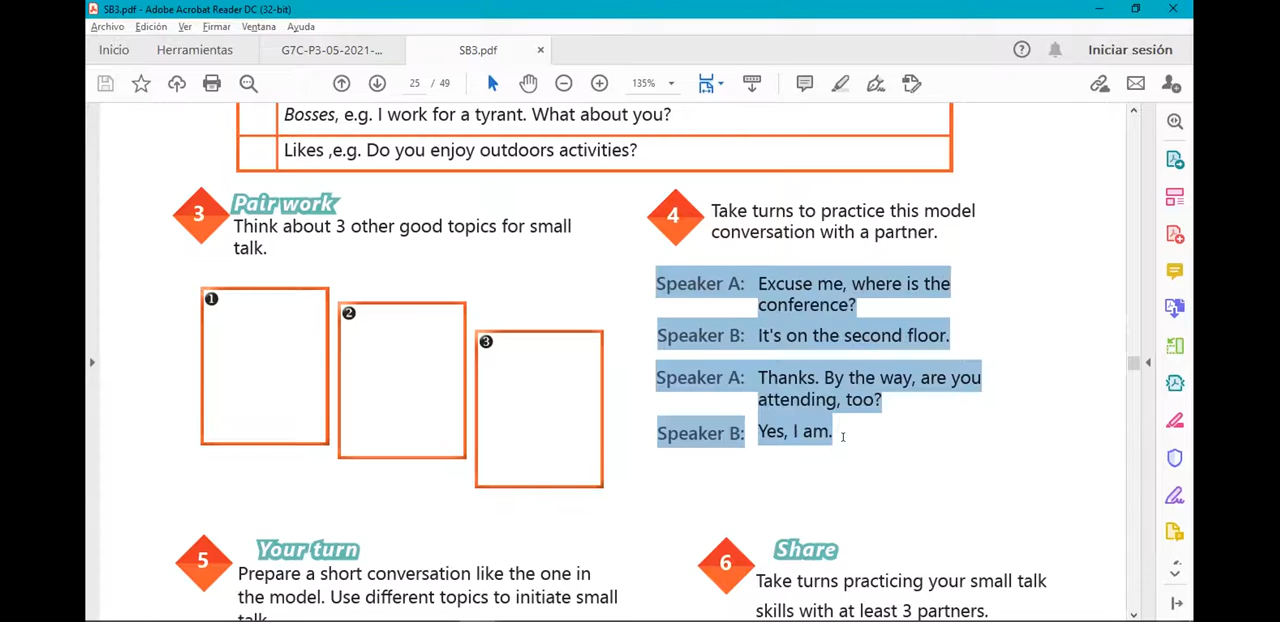 SB3.pdf - Adobe Acrobat Reader DC (32-bit)
Archivo Edición Ver Firmar Ventana Ayuda
Inicio Herramientas G7C-P3-05-2021-... SB3.pdf × Iniciar sesión
25 / 49 135%
Bosses, e.g. I work for a tyrant. What about you?
Likes ,e.g. Do you enjoy outdoors activities?
3 Pair work
Think about 3 other good topics for small
talk.
1
2
3
4 Take turns to practice this model
conversation with a partner.
Speaker A: Excuse me, where is the
conference?
Speaker B: It's on the second floor.
Speaker A: Thanks. By the way, are you
attending, too?
Speaker B: Yes, I am.
5 Your turn
Prepare a short conversation like the one in
the model. Use different topics to initiate small
talk.
6 Share
Take turns practicing your small talk
skills with at least 3 partners.